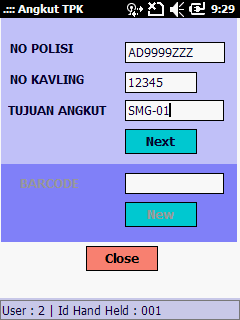 Angkut TPK 9:29
NO POLISI AD9999ZZZ
NO KAVLING 12345
TUJUAN ANGKUT SMG-01
Next
BARCODE
New
Close
User : 2 | Id Hand Held : 001